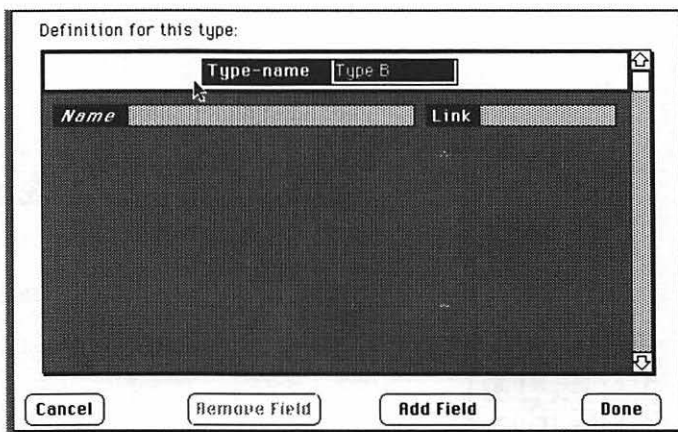 Definition for this type:
Type-name Type B
Name Link
Cancel Remove Field Add Field Done